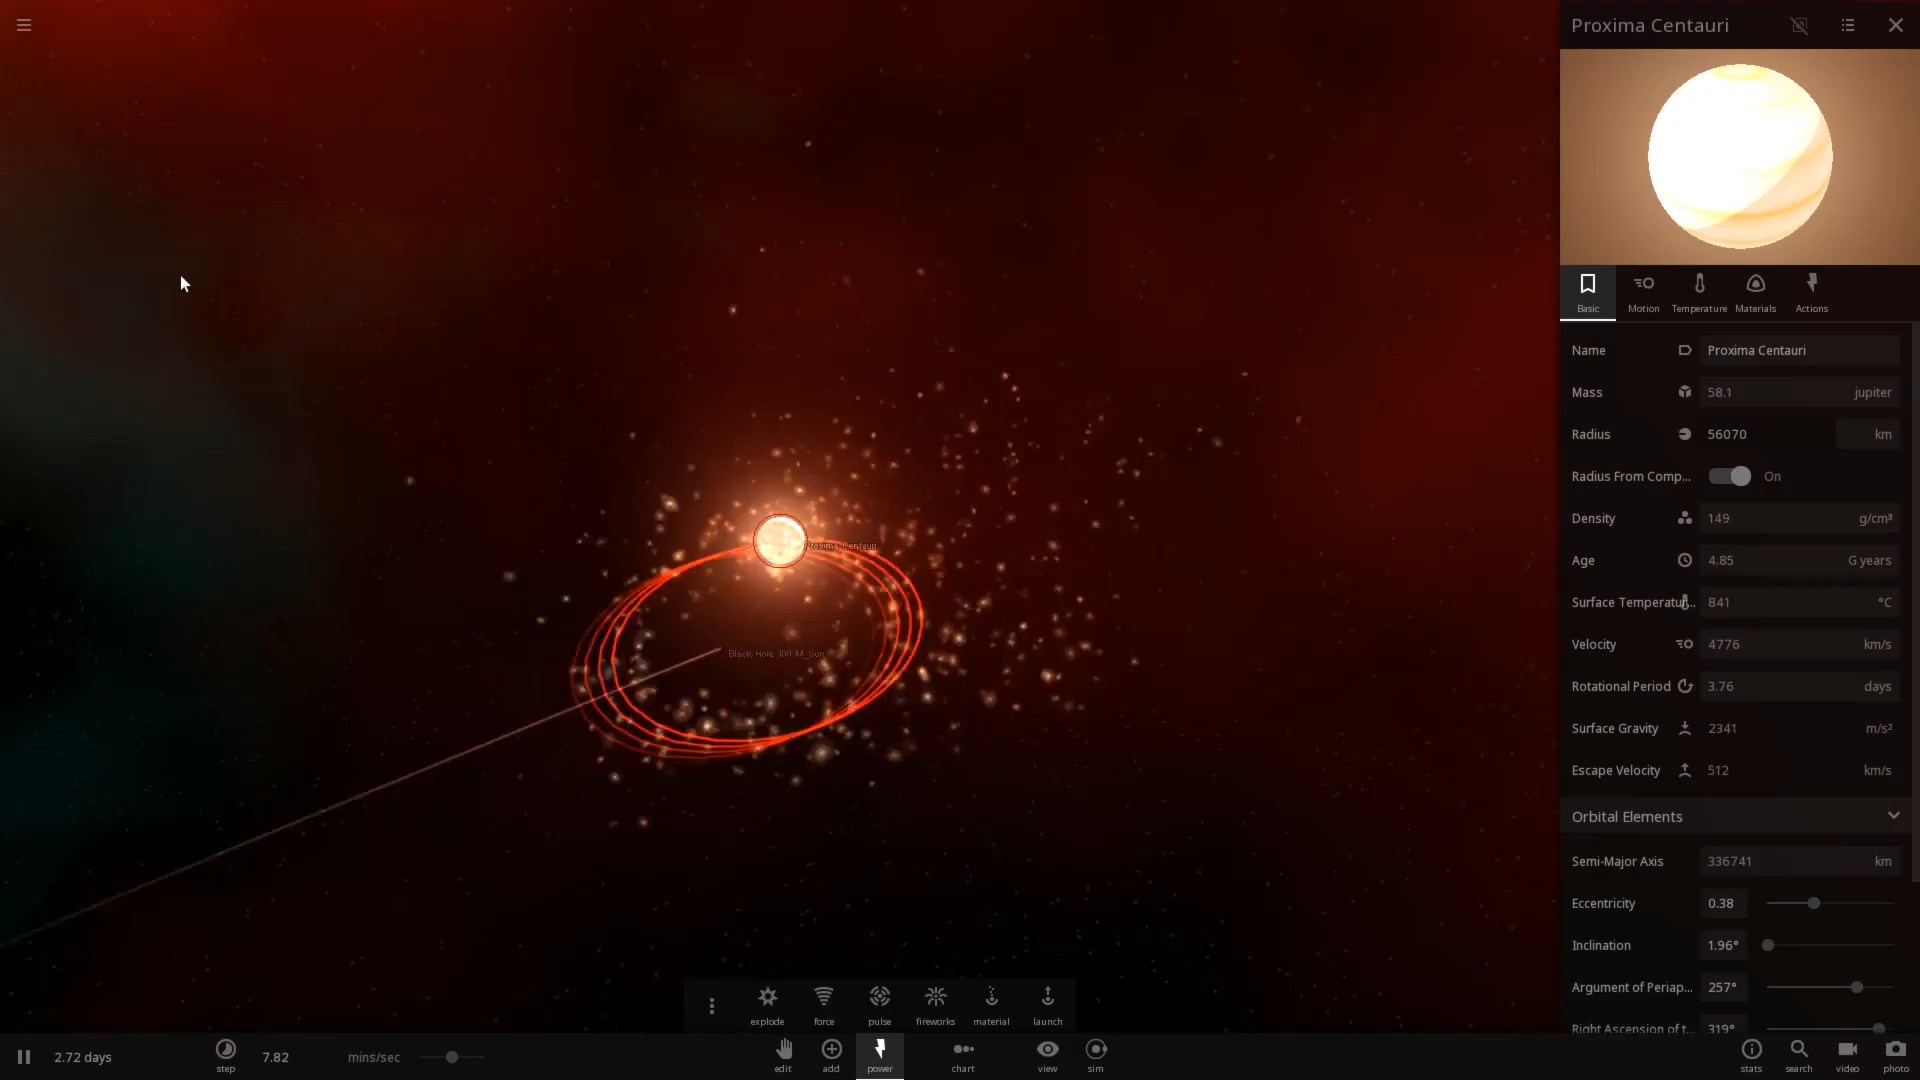 Proxima Centauri
Basic
Motion
Temperature
Materials
Actions
Name Proxima Centauri
Mass 58.1 jupiter
Radius 56070 km
Radius From Comp... On
Density 149 g/cm³
Age 4.85 G years
Surface Temperatur... 841 °C
Velocity 4776 km/s
Rotational Period 3.76 days
Surface Gravity 2341 m/s²
Escape Velocity 512 km/s
Orbital Elements
Semi-Major Axis 336741 km
Eccentricity 0.38
Inclination 1.96°
Argument of Periap... 257°
Right Ascension of t... 319°
Proxima Centauri
Black Hole 100 M_Sun
explode
force
pulse
fireworks
material
launch
2.72 days
step
7.82 mins/sec
edit
add
power
chart
view
sim
stats
search
video
photo